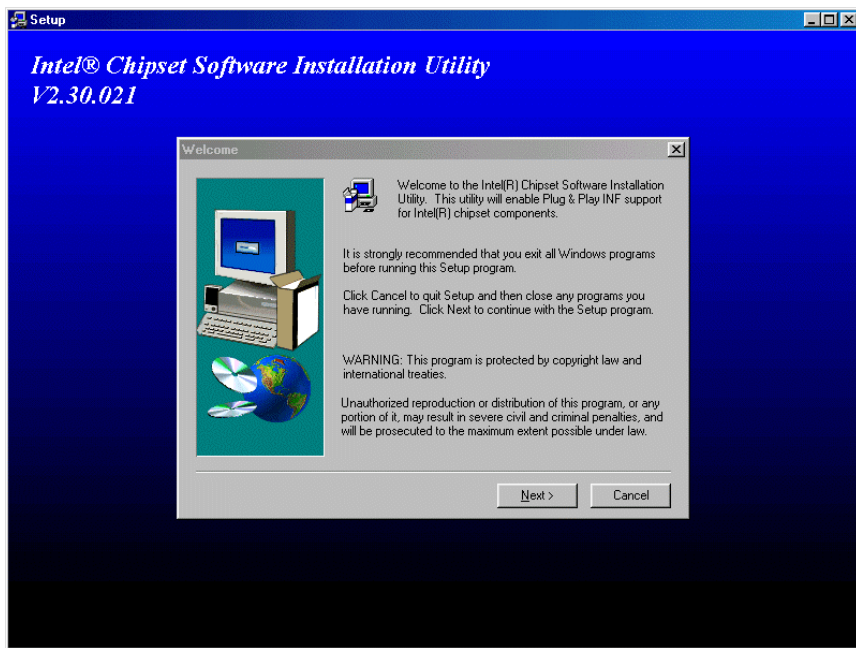 Setup
Intel® Chipset Software Installation Utility
V2.30.021
Welcome
Welcome to the Intel(R) Chipset Software Installation
Utility. This utility will enable Plug & Play INF support
for Intel(R) chipset components.
It is strongly recommended that you exit all Windows programs
before running this Setup program.
Click Cancel to quit Setup and then close any programs you
have running. Click Next to continue with the Setup program.
WARNING: This program is protected by copyright law and
international treaties.
Unauthorized reproduction or distribution of this program, or any
portion of it, may result in severe civil and criminal penalties, and
will be prosecuted to the maximum extent possible under law.
Next >
Cancel